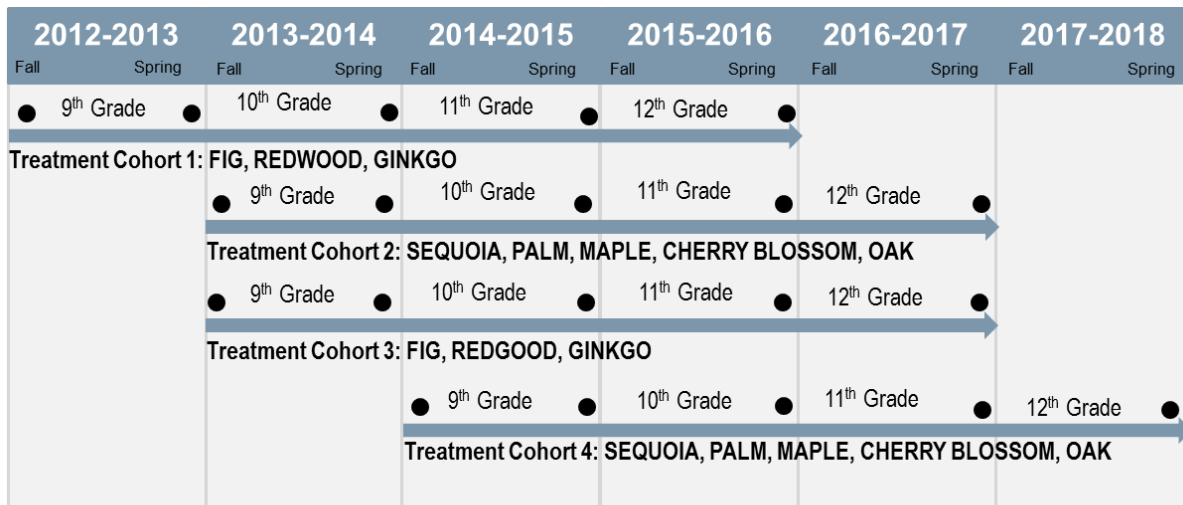 2012-2013 2013-2014 2014-2015 2015-2016 2016-2017 2017-2018
Fall Spring Fall Spring Fall Spring Fall Spring Fall Spring Fall Spring
9th Grade 10th Grade 11th Grade 12th Grade
Treatment Cohort 1: FIG, REDWOOD, GINKGO
9th Grade 10th Grade 11th Grade 12th Grade
Treatment Cohort 2: SEQUOIA, PALM, MAPLE, CHERRY BLOSSOM, OAK
9th Grade 10th Grade 11th Grade 12th Grade
Treatment Cohort 3: FIG, REDGOOD, GINKGO
9th Grade 10th Grade 11th Grade 12th Grade
Treatment Cohort 4: SEQUOIA, PALM, MAPLE, CHERRY BLOSSOM, OAK